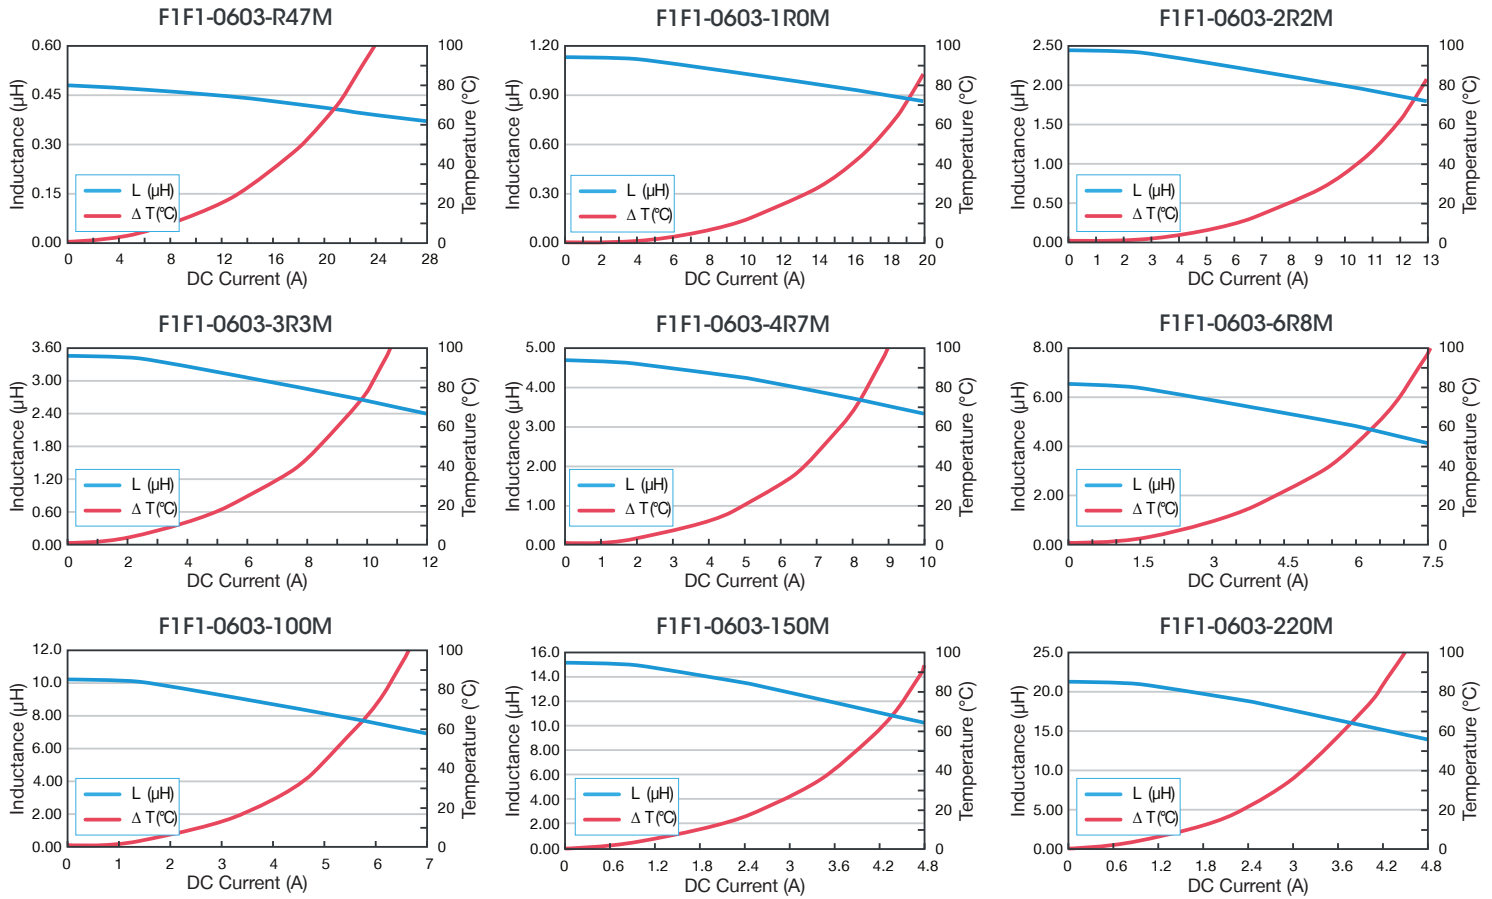 F1F1-0603-R47M
0.60
0.45
0.30
0.15
0.00
Inductance (µH)
100
80
60
40
20
0
Temperature (°C)
L (µH)
Δ T(°C)
0 4 8 12 16 20 24 28
DC Current (A)
F1F1-0603-1R0M
1.20
0.90
0.60
0.30
0.00
Inductance (µH)
100
80
60
40
20
0
Temperature (°C)
L (µH)
Δ T(°C)
0 2 4 6 8 10 12 14 16 18 20
DC Current (A)
F1F1-0603-2R2M
2.50
2.00
1.50
1.00
0.50
0.00
Inductance (µH)
100
80
60
40
20
0
Temperature (°C)
L (µH)
Δ T(°C)
0 1 2 3 4 5 6 7 8 9 10 11 12 13
DC Current (A)
F1F1-0603-3R3M
3.60
3.00
2.40
1.80
1.20
0.60
0.00
Inductance (µH)
100
80
60
40
20
0
Temperature (°C)
L (µH)
Δ T(°C)
0 2 4 6 8 10 12
DC Current (A)
F1F1-0603-4R7M
5.00
4.00
3.00
2.00
1.00
0.00
Inductance (µH)
100
80
60
40
20
0
Temperature (°C)
L (µH)
Δ T(°C)
0 1 2 3 4 5 6 7 8 9 10
DC Current (A)
F1F1-0603-6R8M
8.00
6.00
4.00
2.00
0.00
Inductance (µH)
100
80
60
40
20
0
Temperature (°C)
L (µH)
Δ T(°C)
0 1.5 3 4.5 6 7.5
DC Current (A)
F1F1-0603-100M
12.0
10.0
8.00
6.00
4.00
2.00
0.00
Inductance (µH)
100
80
60
40
20
0
Temperature (°C)
L (µH)
Δ T(°C)
0 1 2 3 4 5 6 7
DC Current (A)
F1F1-0603-150M
16.0
14.0
12.0
10.0
8.00
6.00
4.00
2.00
0.00
Inductance (µH)
100
80
60
40
20
0
Temperature (°C)
L (µH)
Δ T(°C)
0 0.6 1.2 1.8 2.4 3 3.6 4.2 4.8
DC Current (A)
F1F1-0603-220M
25.0
20.0
15.0
10.0
5.00
0.00
Inductance (µH)
100
80
60
40
20
0
Temperature (°C)
L (µH)
Δ T(°C)
0 0.6 1.2 1.8 2.4 3 3.6 4.2 4.8
DC Current (A)